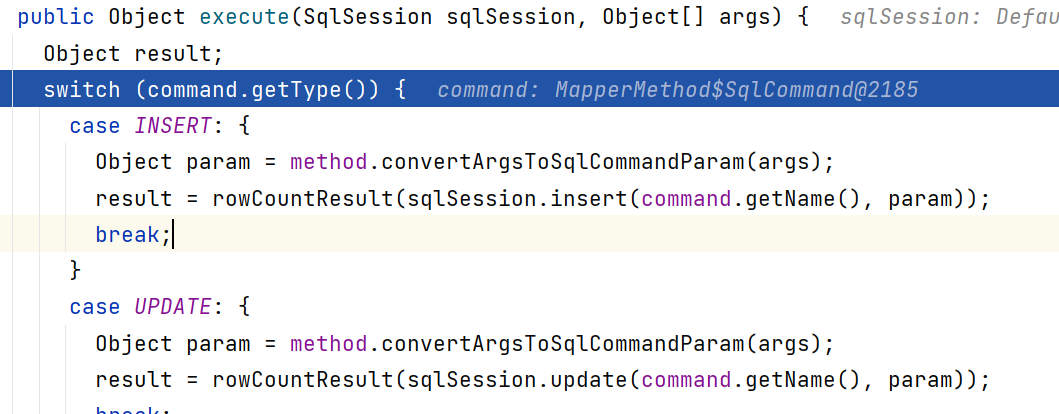 public Object execute(SqlSession sqlSession, Object[] args) {   sqlSession: Defau
  Object result;
  switch (command.getType()) {   command: MapperMethod$SqlCommand@2185
    case INSERT: {
      Object param = method.convertArgsToSqlCommandParam(args);
      result = rowCountResult(sqlSession.insert(command.getName(), param));
      break;
    }
    case UPDATE: {
      Object param = method.convertArgsToSqlCommandParam(args);
      result = rowCountResult(sqlSession.update(command.getName(), param));
      break;